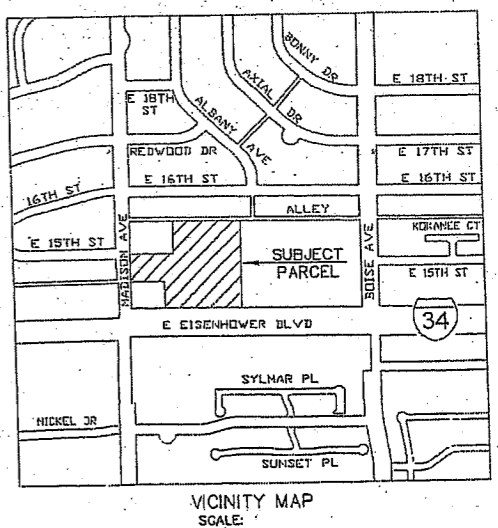 BONNY DR
E 18TH ST
AXIAL DR
E 18TH
ST
ALBANY AVE
E 17TH ST
REDWOOD DR
E 16TH ST
E 16TH ST
16TH ST
ALLEY
KOKANEE CT
E 15TH ST
MADISON AVE
BOISE AVE
SUBJECT
PARCEL
E 15TH ST
E EISENHOWER BLVD
34
SYLMAR PL
NICKEL DR
SUNSET PL
VICINITY MAP
SCALE: